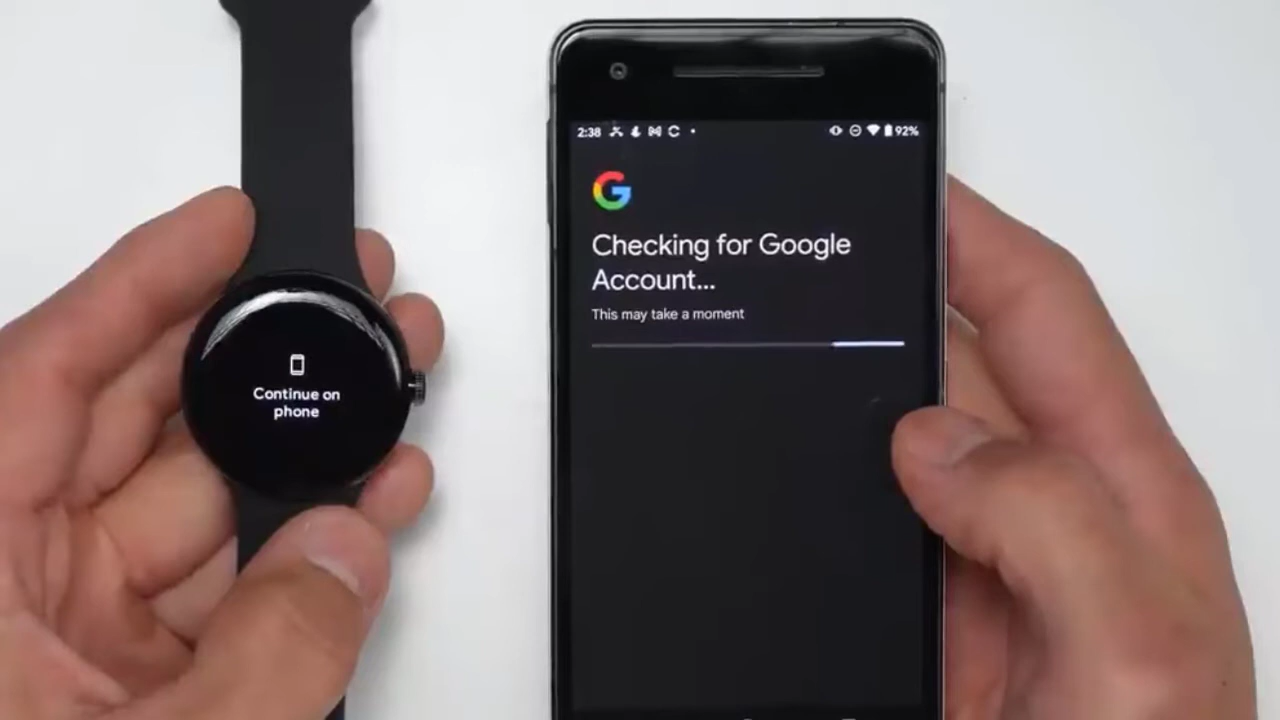 Continue on
phone
2:38
92%
Checking for Google
Account...
This may take a moment